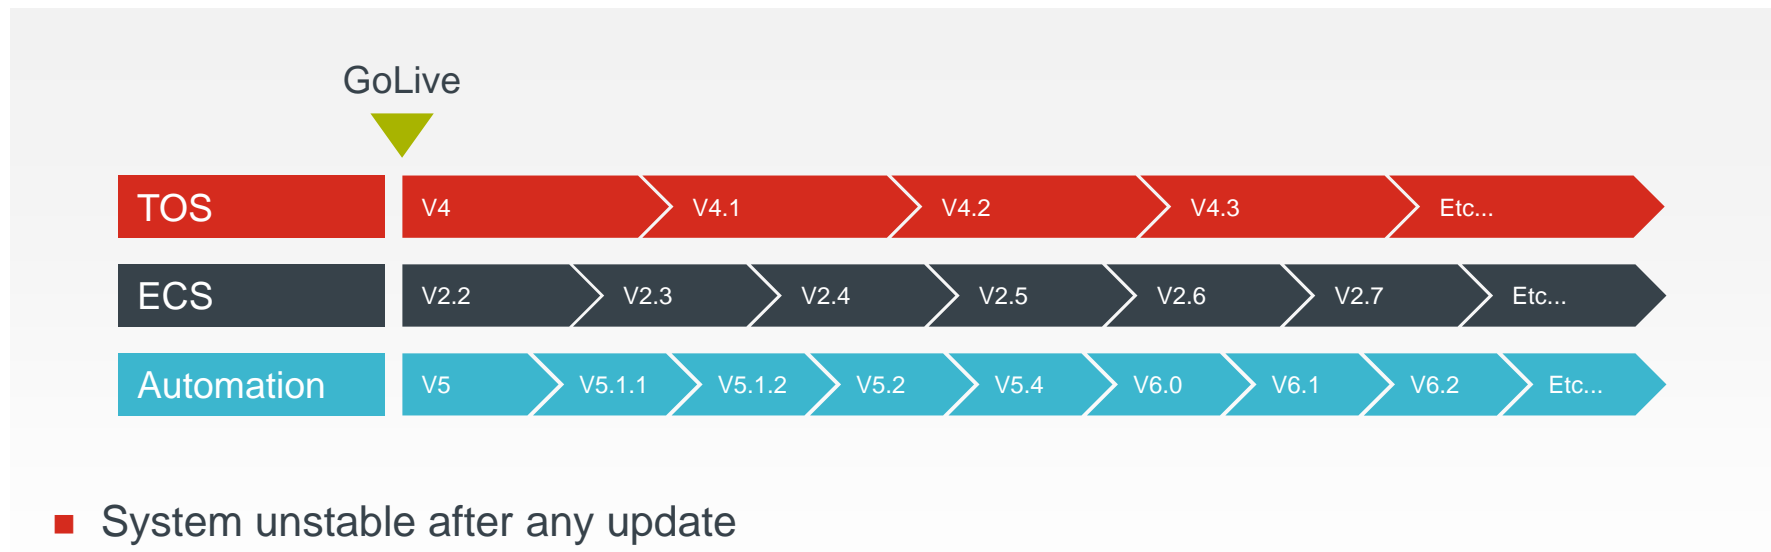 GoLive
TOS V4 V4.1 V4.2 V4.3 Etc...
ECS V2.2 V2.3 V2.4 V2.5 V2.6 V2.7 Etc...
Automation V5 V5.1.1 V5.1.2 V5.2 V5.4 V6.0 V6.1 V6.2 Etc...
System unstable after any update